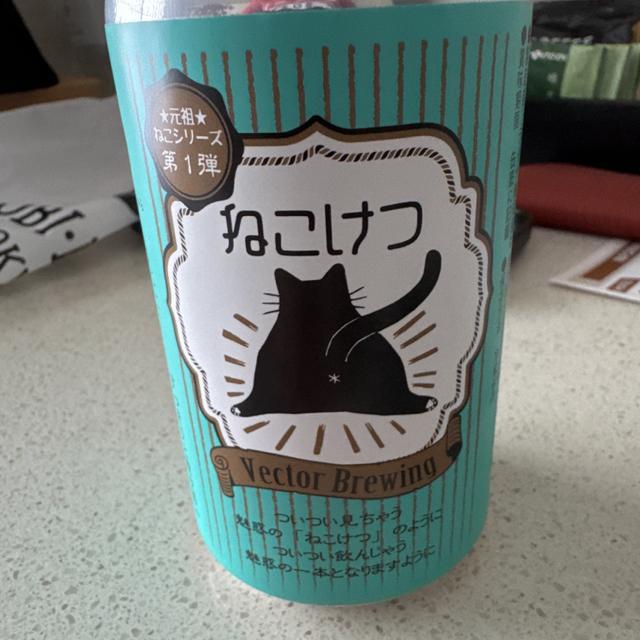 ★元祖★
ねこシリーズ
第1弾
ねこけつ
Vector Brewing
ついつい見ちゃう
魅惑の「ねこけつ」のように
ついつい飲んじゃう
魅惑の一本となりますように